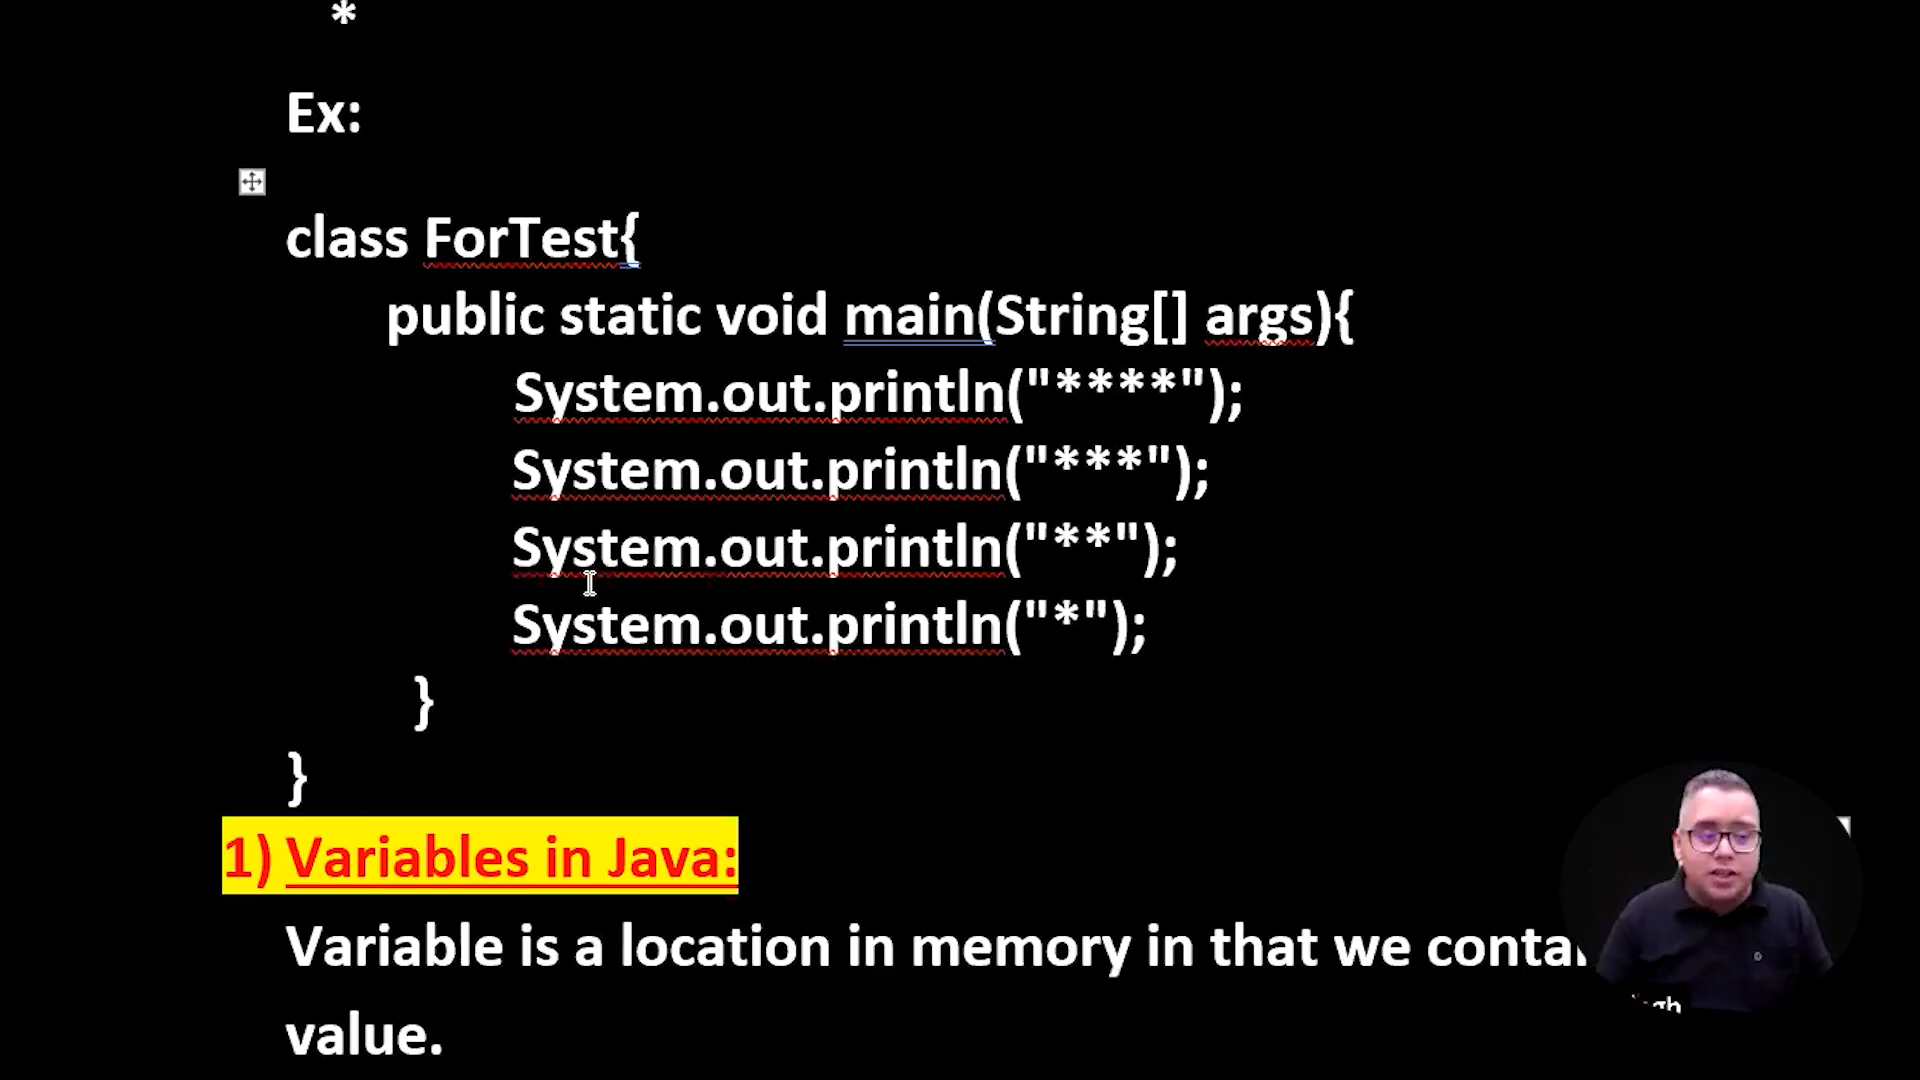 *
Ex:
class ForTest{
public static void main(String[] args){
System.out.println("****");
System.out.println("***");
System.out.println("**");
System.out.println("*");
}
}
1) Variables in Java:
Variable is a location in memory in that we
value.